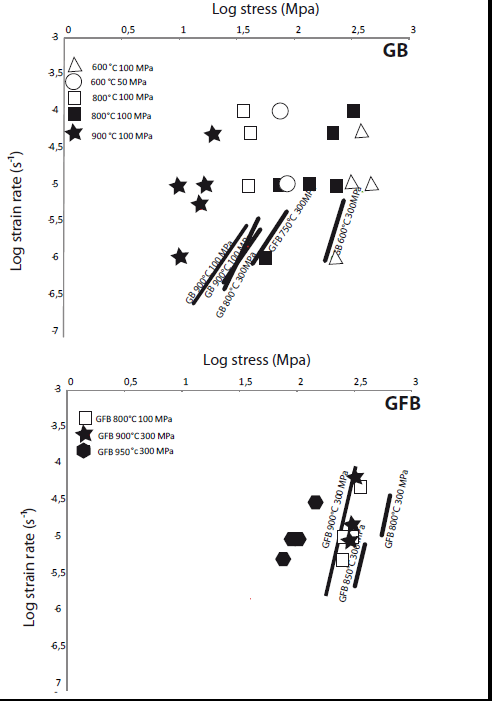 Log stress (Mpa)
0 1 1,5 2 2,5 3
-3
GB
-3,5
-4
-4,5
-5
-5,5
-6
-6,5
-7
Log strain rate (s⁻¹)
600°C 100 MPa
600°C 50 MPa
800°C 100 MPa
800°C 100 MPa
900°C 100 MPa
GB 900°C 100 MPa
GB 900°C 100 MPa
GB 800°C 300MPa
GFB 750°C 300MPa
GB 600°C 300MPa
Log stress (Mpa)
0 0,5 1 1,5 2 2,5 3
-3
GFB
-3,5
-4
-4,5
-5
-5,5
-6
-6,5
7
-
Log strain rate (s⁻¹)
GFB 800°C 100 MPa
GFB 900°C 300 MPa
GFB 950°c 300 MPa
GFB 900°C 300 MPa
GFB 850°C 300 MPa
GFB 800°C 300 MPa